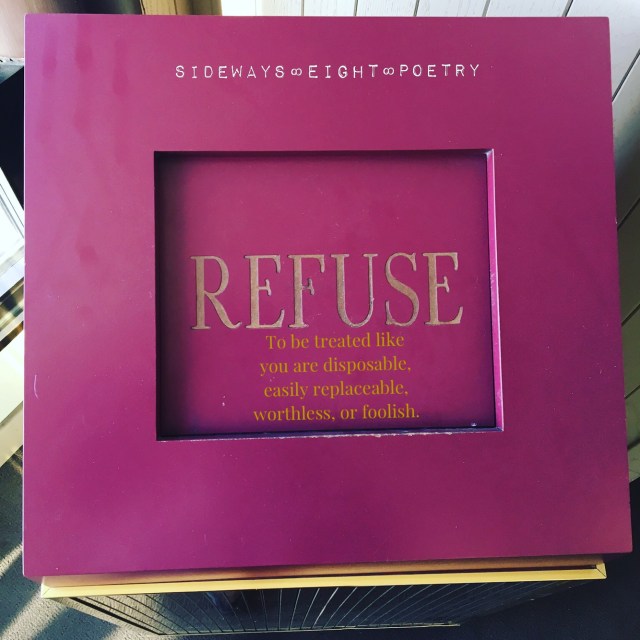 SIDEWAYS∞EIGHT∞POETRY
REFUSE
To be treated like
you are disposable,
easily replaceable,
worthless, or foolish.